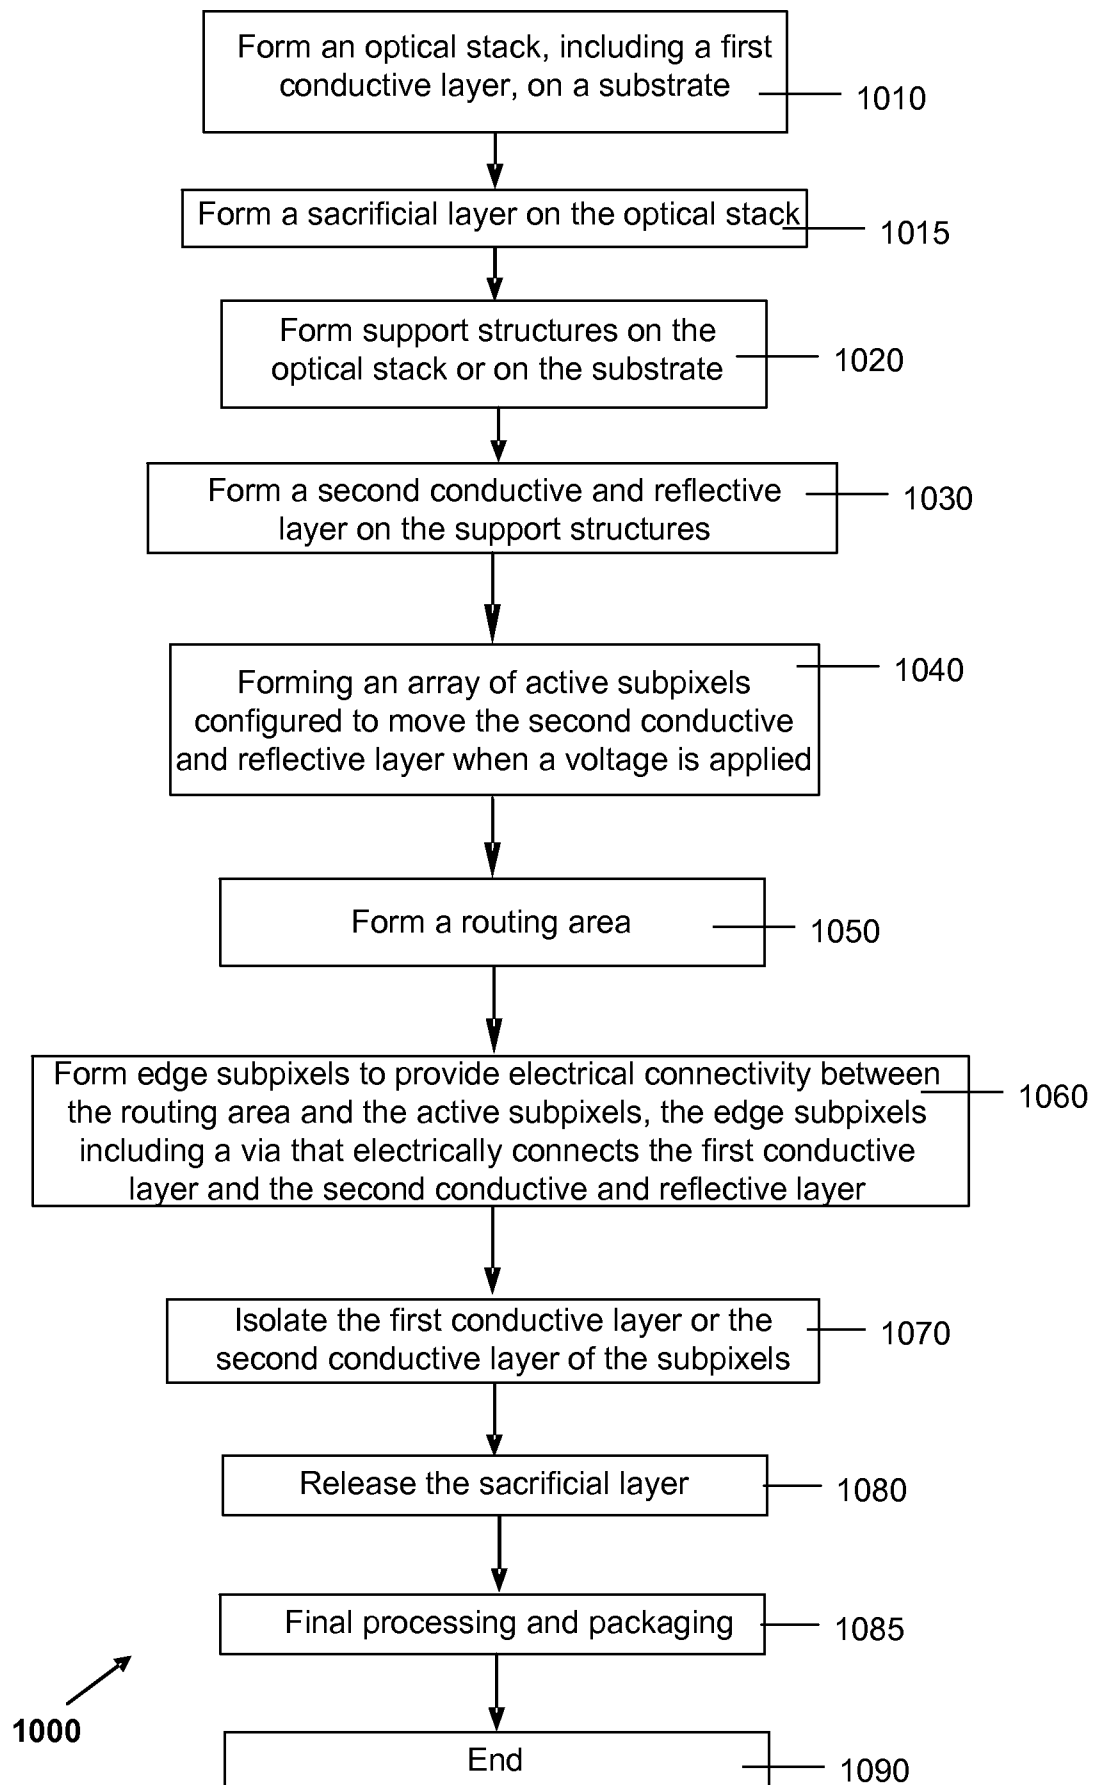 Form an optical stack, including a first
conductive layer, on a substrate
1010
Form a sacrificial layer on the optical stack
1015
Form support structures on the
optical stack or on the substrate
1020
Form a second conductive and reflective
layer on the support structures
1030
Forming an array of active subpixels
configured to move the second conductive
and reflective layer when a voltage is applied
1040
Form a routing area
1050
Form edge subpixels to provide electrical connectivity between
the routing area and the active subpixels, the edge subpixels
including a via that electrically connects the first conductive
layer and the second conductive and reflective layer
1060
Isolate the first conductive layer or the
second conductive layer of the subpixels
1070
Release the sacrificial layer
1080
Final processing and packaging
1085
1000
End
1090